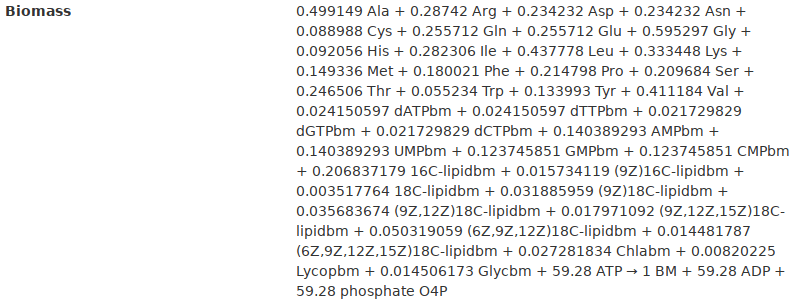 Biomass 0.499149 Ala + 0.28742 Arg + 0.234232 Asp + 0.234232 Asn +
0.088988 Cys + 0.255712 Gln + 0.255712 Glu + 0.595297 Gly +
0.092056 His + 0.282306 Ile + 0.437778 Leu + 0.333448 Lys +
0.149336 Met + 0.180021 Phe + 0.214798 Pro + 0.209684 Ser +
0.246506 Thr + 0.055234 Trp + 0.133993 Tyr + 0.411184 Val +
0.024150597 dATPbm + 0.024150597 dTTPbm + 0.021729829
dGTPbm + 0.021729829 dCTPbm + 0.140389293 AMPbm +
0.140389293 UMPbm + 0.123745851 GMPbm + 0.123745851 CMPbm
+ 0.206837179 16C-lipidbm + 0.015734119 (9Z)16C-lipidbm +
0.003517764 18C-lipidbm + 0.031885959 (9Z)18C-lipidbm +
0.035683674 (9Z,12Z)18C-lipidbm + 0.017971092 (9Z,12Z,15Z)18C-
lipidbm + 0.050319059 (6Z,9Z,12Z)18C-lipidbm + 0.014481787
(6Z,9Z,12Z,15Z)18C-lipidbm + 0.027281834 Chlabm + 0.00820225
Lycopbm + 0.014506173 Glycbm + 59.28 ATP → 1 BM + 59.28 ADP +
59.28 phosphate O4P